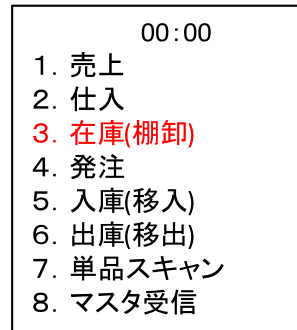 00:00
1. 売上
2. 仕入
3. 在庫(棚卸)
4. 発注
5. 入庫(移入)
6. 出庫(移出)
7. 単品スキャン
8. マスタ受信